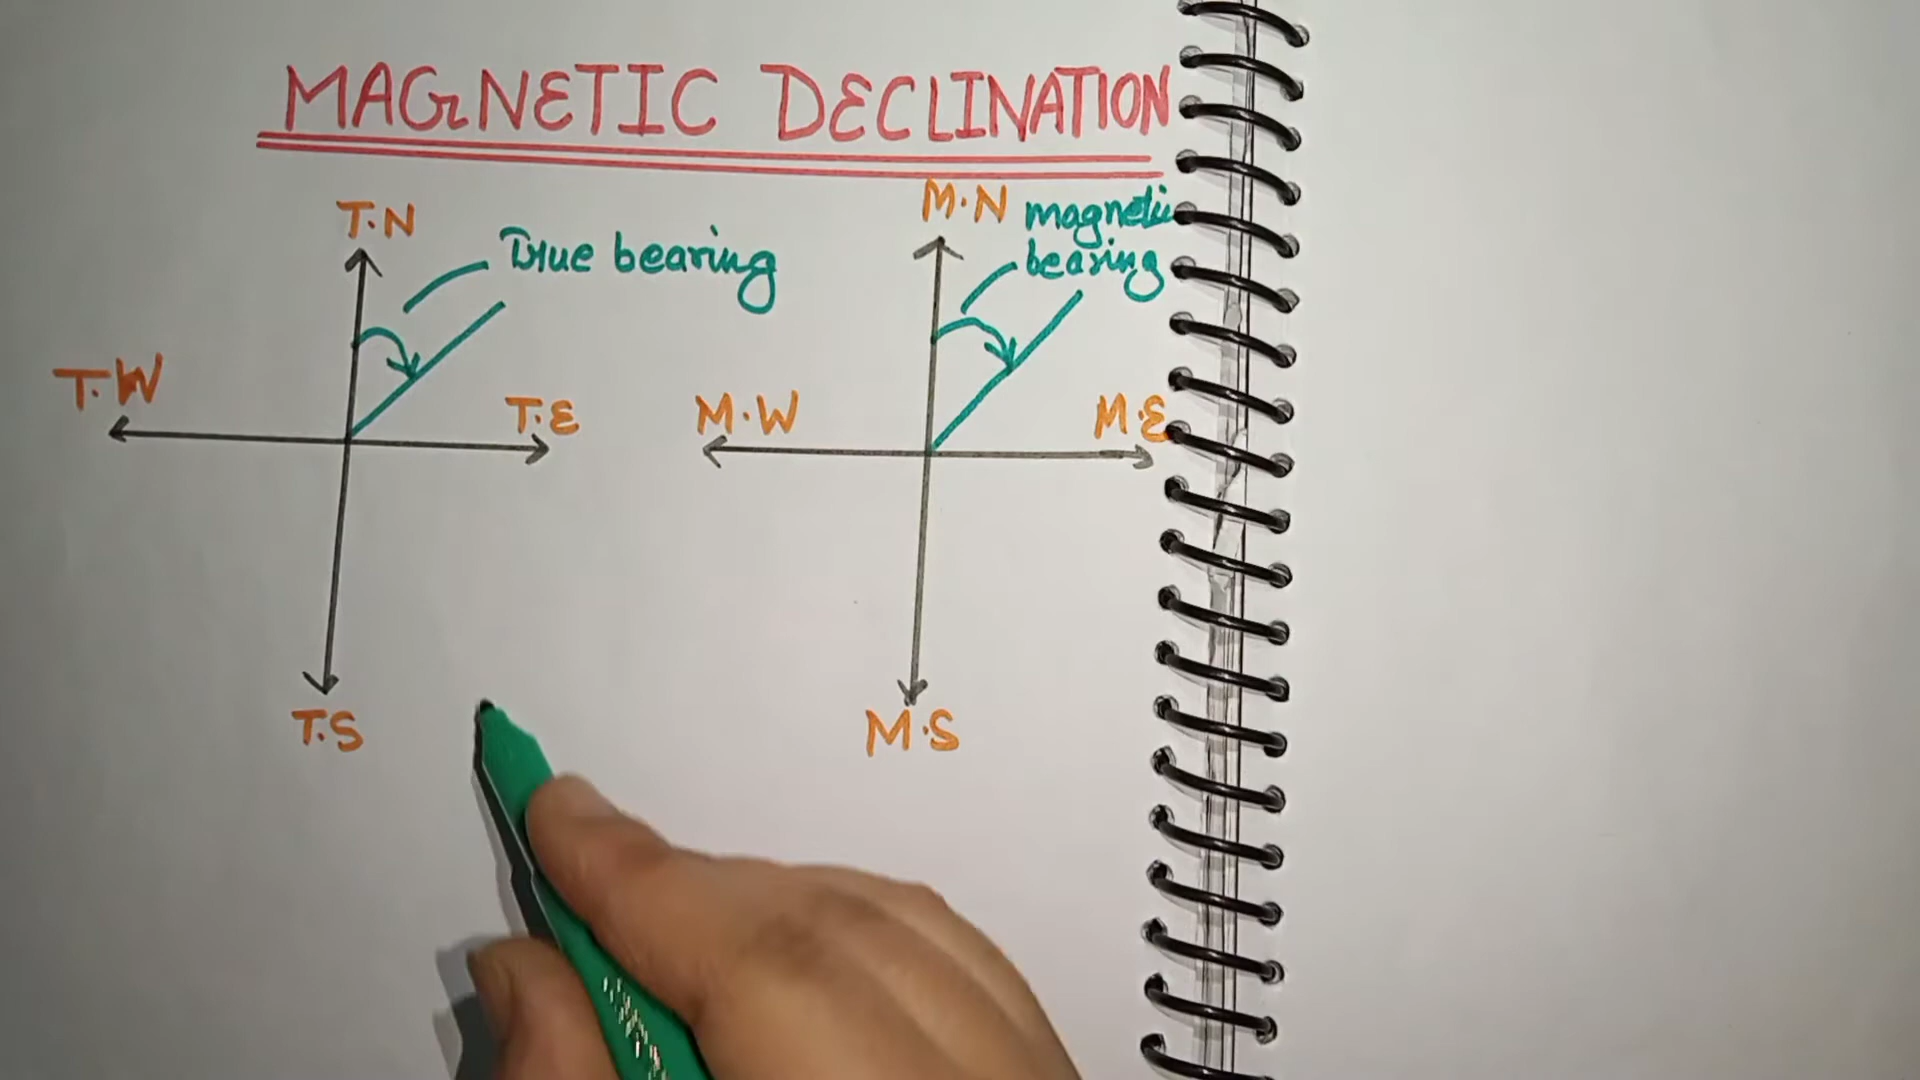 MAGNETIC DECLINATION
T.N
True bearing
T.W
T.E
T.S
M.N
magnetic
bearing
M.W
M.E
M.S